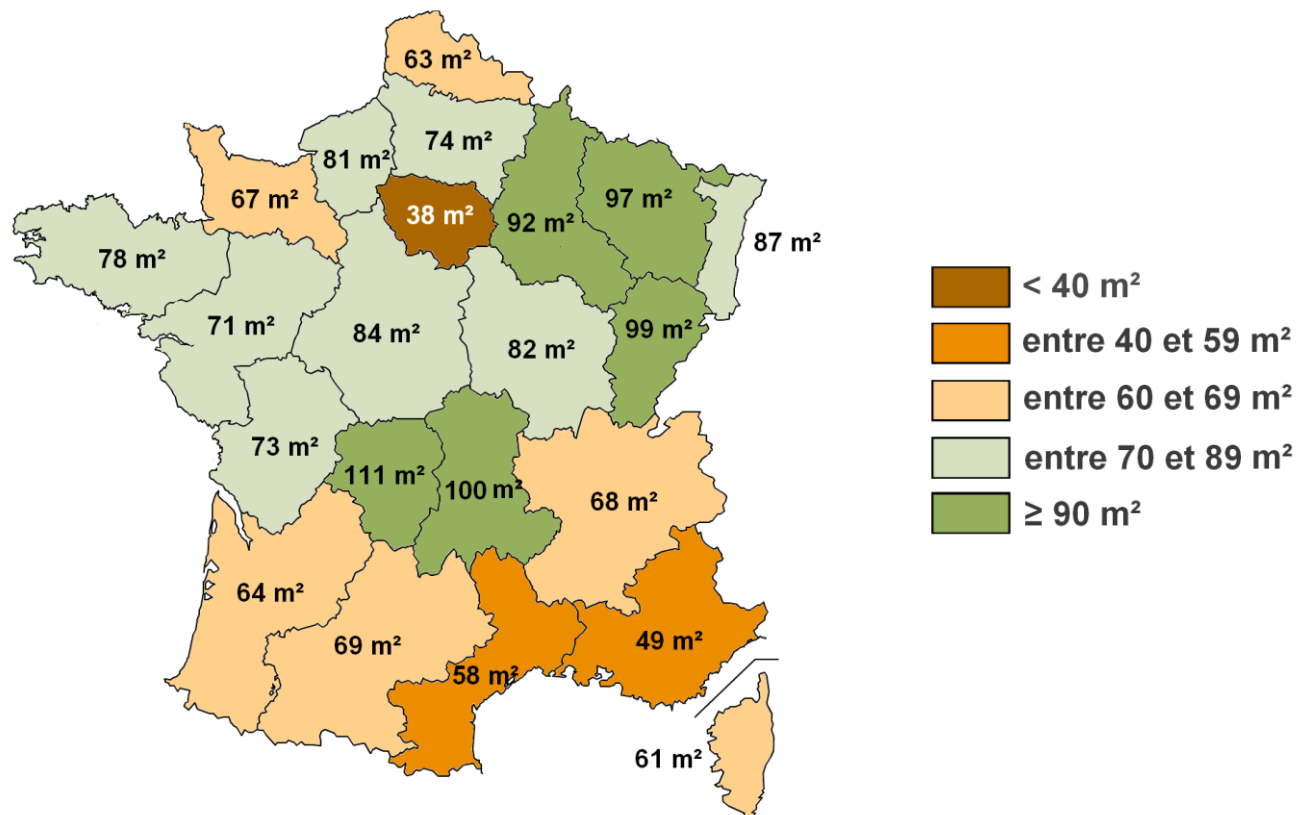 63 m²
74 m²
81 m²
97 m²
67 m²
38 m²
92 m²
87 m²
78 m²
71 m²
84 m²
99 m²
82 m²
73 m²
111 m²
100 m²
68 m²
64 m²
69 m²
49 m²
58 m²
61 m²
< 40 m²
entre 40 et 59 m²
entre 60 et 69 m²
entre 70 et 89 m²
≥ 90 m²